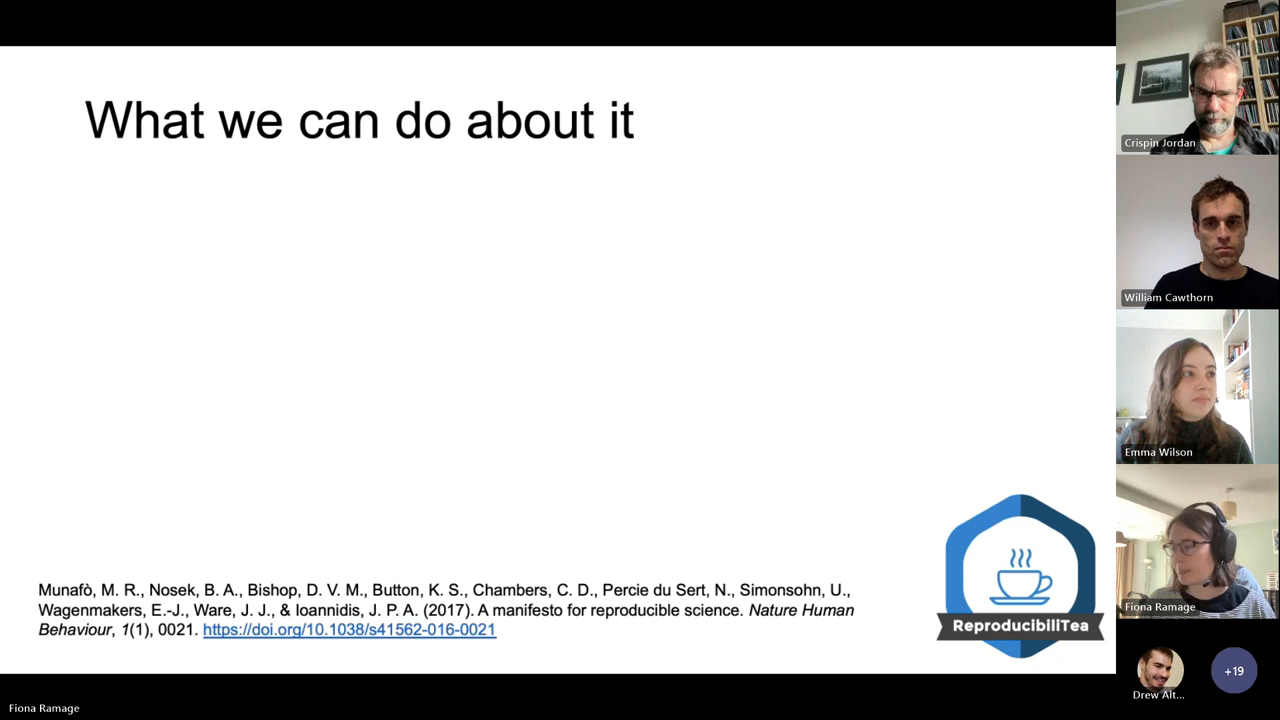 What we can do about it
Munafò, M. R., Nosek, B. A., Bishop, D. V. M., Button, K. S., Chambers, C. D., Percie du Sert, N., Simonsohn, U.,
Wagenmakers, E.-J., Ware, J. J., & Ioannidis, J. P. A. (2017). A manifesto for reproducible science. Nature Human
Behaviour, 1(1), 0021. https://doi.org/10.1038/s41562-016-0021
ReproducibiliTea
Crispin Jordan
William Cawthorn
Emma Wilson
Fiona Ramage
Drew Alt...
+19
Fiona Ramage